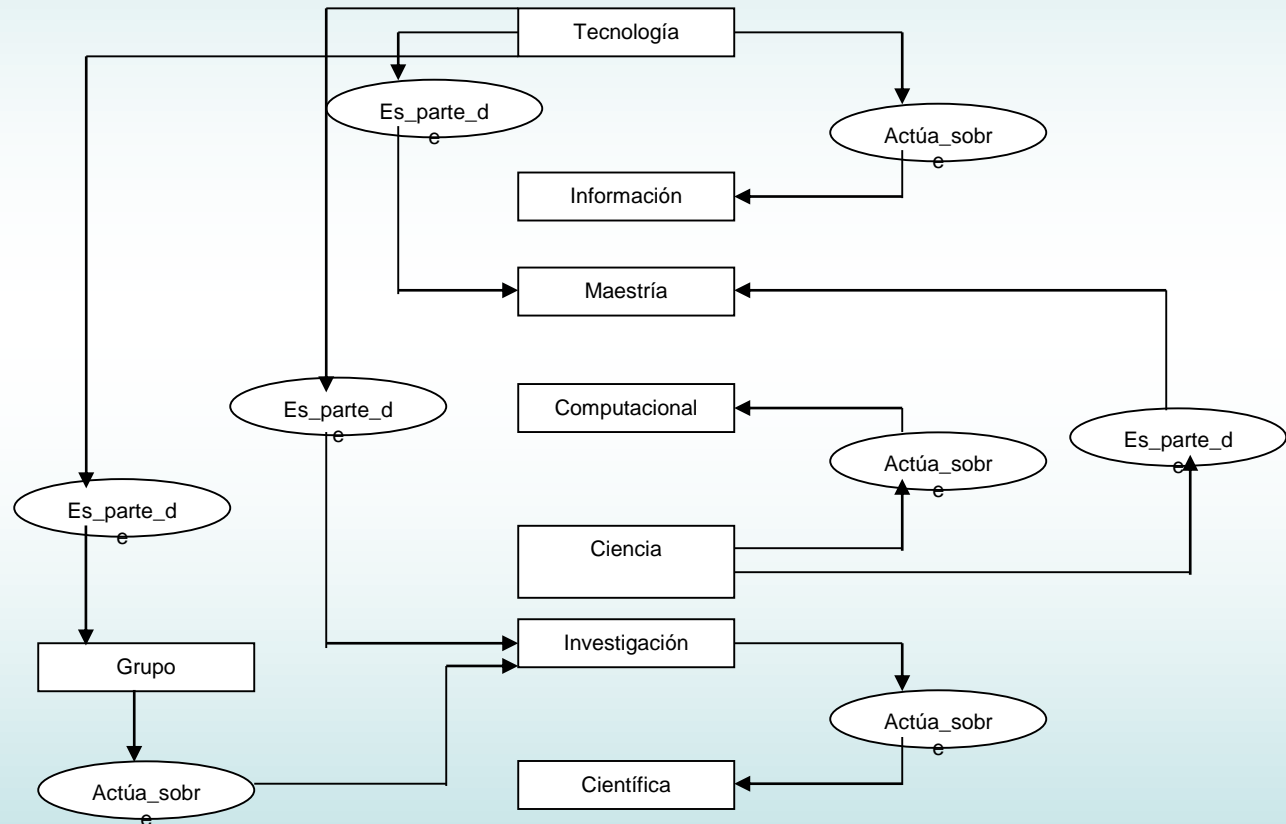 Tecnología
Es_parte_d
e
Actúa_sobr
e
Información
Maestría
Es_parte_d
e
Computacional
Actúa_sobr
e
Es_parte_d
e
Es_parte_d
e
Ciencia
Investigación
Grupo
Actúa_sobr
e
Científica
Actúa_sobr
e